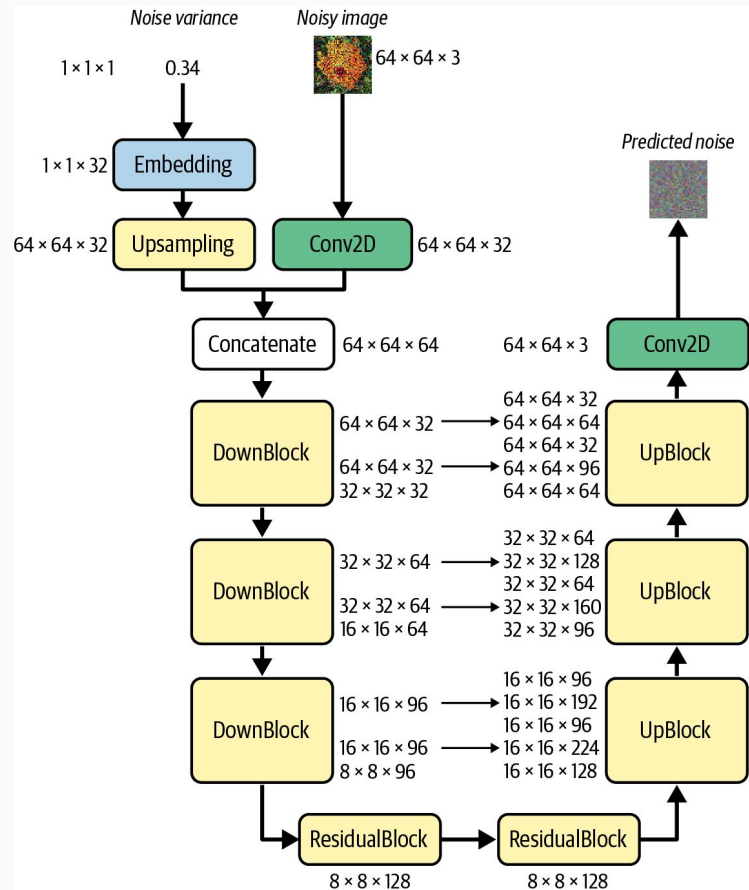 Noise variance
Noisy image
1 × 1 × 1
0.34
64 × 64 × 3
Predicted noise
1 × 1 × 32
Embedding
64 × 64 × 32
Upsampling
Conv2D
64 × 64 × 32
Concatenate
64 × 64 × 64
64 × 64 × 3
Conv2D
DownBlock
64 × 64 × 32
64 × 64 × 32
32 × 32 × 32
64 × 64 × 32
64 × 64 × 64
64 × 64 × 32
64 × 64 × 96
64 × 64 × 64
UpBlock
DownBlock
32 × 32 × 64
32 × 32 × 64
16 × 16 × 64
32 × 32 × 64
32 × 32 × 128
32 × 32 × 64
32 × 32 × 160
32 × 32 × 96
UpBlock
DownBlock
16 × 16 × 96
16 × 16 × 96
8 × 8 × 96
16 × 16 × 96
16 × 16 × 192
16 × 16 × 96
16 × 16 × 224
16 × 16 × 128
UpBlock
ResidualBlock
ResidualBlock
8 × 8 × 128
8 × 8 × 128